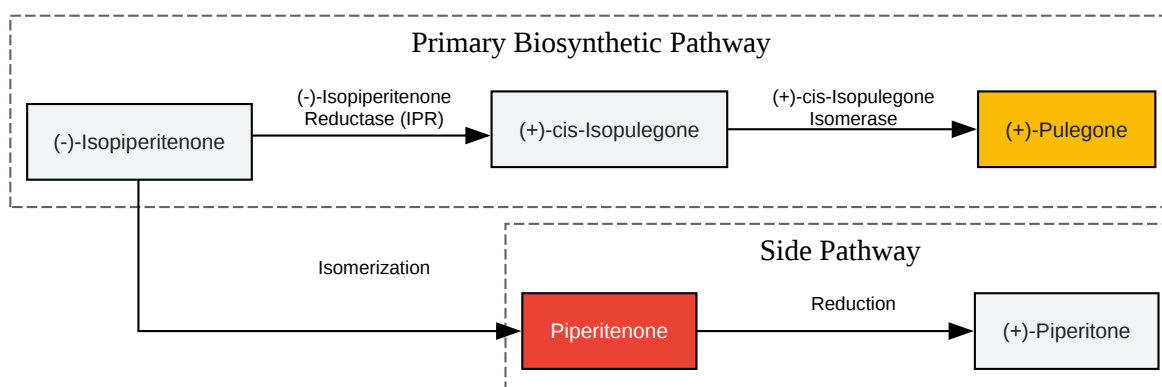 Primary Biosynthetic Pathway
(-)-Isopiperitenone
(-)-Isopiperitenone
Reductase (IPR)
(+)-cis-Isopulegone
(+)-cis-Isopulegone
Isomerase
(+)-Pulegone
Side Pathway
Isomerization
Piperitenone
Reduction
(+)-Piperitone